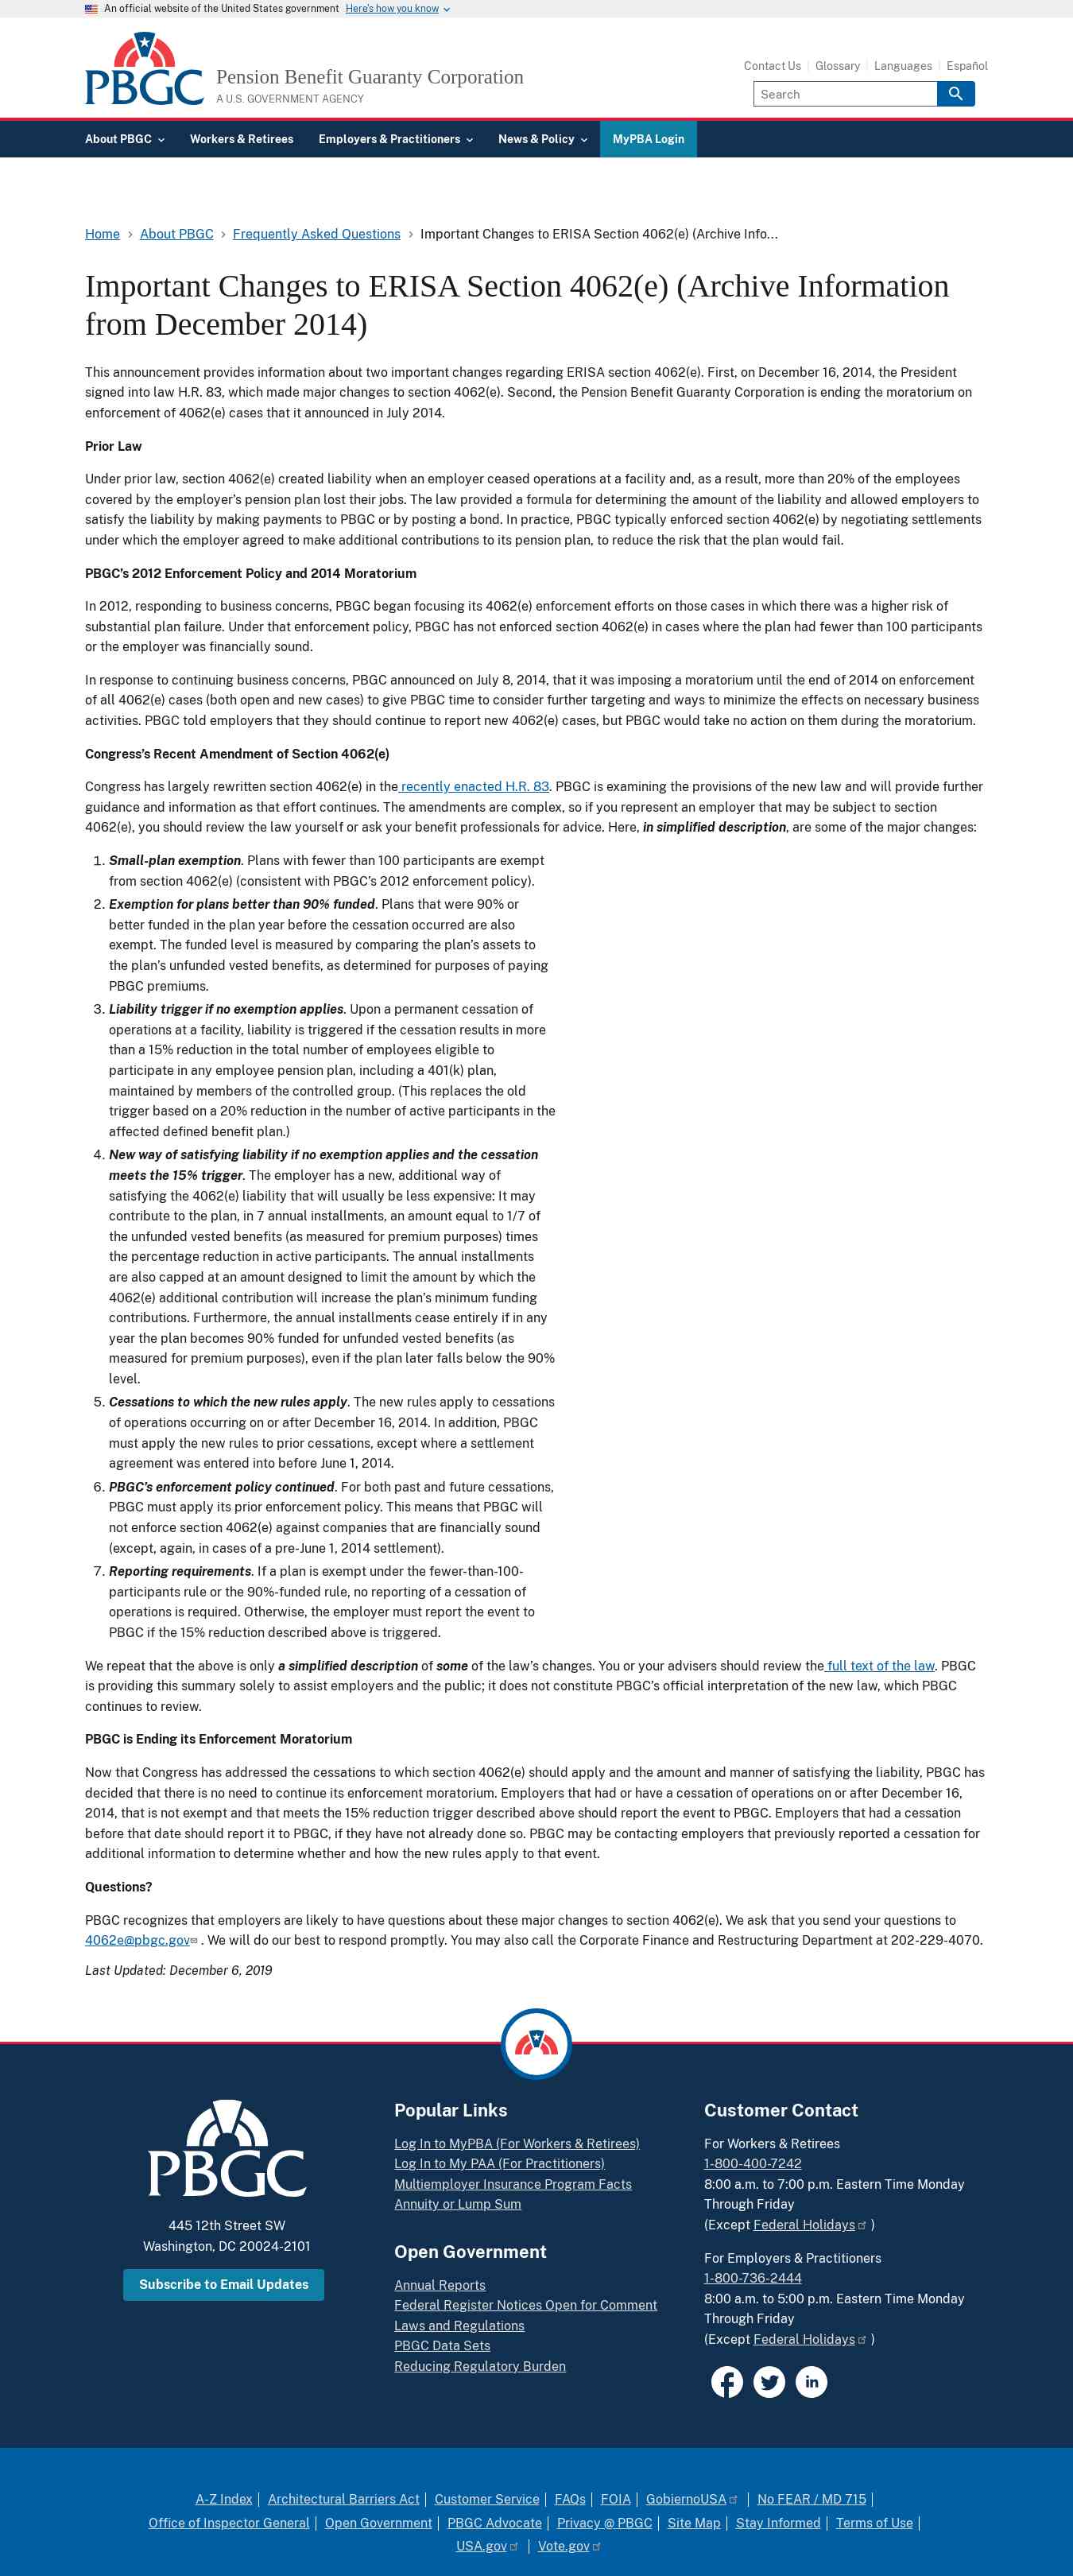 An official website of the United States government Here's how you know
PBGC
Pension Benefit Guaranty Corporation
A U.S. GOVERNMENT AGENCY
Contact Us Glossary Languages Español
Search
About PBGC Workers & Retirees Employers & Practitioners News & Policy MyPBA Login
Home > About PBGC > Frequently Asked Questions > Important Changes to ERISA Section 4062(e) (Archive Info...
Important Changes to ERISA Section 4062(e) (Archive Information
from December 2014)
This announcement provides information about two important changes regarding ERISA section 4062(e). First, on December 16, 2014, the President
signed into law H.R. 83, which made major changes to section 4062(e). Second, the Pension Benefit Guaranty Corporation is ending the moratorium on
enforcement of 4062(e) cases that it announced in July 2014.
Prior Law
Under prior law, section 4062(e) created liability when an employer ceased operations at a facility and, as a result, more than 20% of the employees
covered by the employer’s pension plan lost their jobs. The law provided a formula for determining the amount of the liability and allowed employers to
satisfy the liability by making payments to PBGC or by posting a bond. In practice, PBGC typically enforced section 4062(e) by negotiating settlements
under which the employer agreed to make additional contributions to its pension plan, to reduce the risk that the plan would fail.
PBGC’s 2012 Enforcement Policy and 2014 Moratorium
In 2012, responding to business concerns, PBGC began focusing its 4062(e) enforcement efforts on those cases in which there was a higher risk of
substantial plan failure. Under that enforcement policy, PBGC has not enforced section 4062(e) in cases where the plan had fewer than 100 participants
or the employer was financially sound.
In response to continuing business concerns, PBGC announced on July 8, 2014, that it was imposing a moratorium until the end of 2014 on enforcement
of all 4062(e) cases (both open and new cases) to give PBGC time to consider further targeting and ways to minimize the effects on necessary business
activities. PBGC told employers that they should continue to report new 4062(e) cases, but PBGC would take no action on them during the moratorium.
Congress’s Recent Amendment of Section 4062(e)
Congress has largely rewritten section 4062(e) in the recently enacted H.R. 83. PBGC is examining the provisions of the new law and will provide further
guidance and information as that effort continues. The amendments are complex, so if you represent an employer that may be subject to section
4062(e), you should review the law yourself or ask your benefit professionals for advice. Here, in simplified description, are some of the major changes:
1. Small-plan exemption. Plans with fewer than 100 participants are exempt
from section 4062(e) (consistent with PBGC’s 2012 enforcement policy).
2. Exemption for plans better than 90% funded. Plans that were 90% or
better funded in the plan year before the cessation occurred are also
exempt. The funded level is measured by comparing the plan’s assets to
the plan’s unfunded vested benefits, as determined for purposes of paying
PBGC premiums.
3. Liability trigger if no exemption applies. Upon a permanent cessation of
operations at a facility, liability is triggered if the cessation results in more
than a 15% reduction in the total number of employees eligible to
participate in any employee pension plan, including a 401(k) plan,
maintained by members of the controlled group. (This replaces the old
trigger based on a 20% reduction in the number of active participants in the
affected defined benefit plan.)
4. New way of satisfying liability if no exemption applies and the cessation
meets the 15% trigger. The employer has a new, additional way of
satisfying the 4062(e) liability that will usually be less expensive: It may
contribute to the plan, in 7 annual installments, an amount equal to 1/7 of
the unfunded vested benefits (as measured for premium purposes) times
the percentage reduction in active participants. The annual installments
are also capped at an amount designed to limit the amount by which the
4062(e) additional contribution will increase the plan’s minimum funding
contributions. Furthermore, the annual installments cease entirely if in any
year the plan becomes 90% funded for unfunded vested benefits (as
measured for premium purposes), even if the plan later falls below the 90%
level.
5. Cessations to which the new rules apply. The new rules apply to cessations
of operations occurring on or after December 16, 2014. In addition, PBGC
must apply the new rules to prior cessations, except where a settlement
agreement was entered into before June 1, 2014.
6. PBGC’s enforcement policy continued. For both past and future cessations,
PBGC must apply its prior enforcement policy. This means that PBGC will
not enforce section 4062(e) against companies that are financially sound
(except, again, in cases of a pre-June 1, 2014 settlement).
7. Reporting requirements. If a plan is exempt under the fewer-than-100-
participants rule or the 90%-funded rule, no reporting of a cessation of
operations is required. Otherwise, the employer must report the event to
PBGC if the 15% reduction described above is triggered.
We repeat that the above is only a simplified description of some of the law’s changes. You or your advisers should review the full text of the law. PBGC
is providing this summary solely to assist employers and the public; it does not constitute PBGC’s official interpretation of the new law, which PBGC
continues to review.
PBGC is Ending its Enforcement Moratorium
Now that Congress has addressed the cessations to which section 4062(e) should apply and the amount and manner of satisfying the liability, PBGC has
decided that there is no need to continue its enforcement moratorium. Employers that had or have a cessation of operations on or after December 16,
2014, that is not exempt and that meets the 15% reduction trigger described above should report the event to PBGC. Employers that had a cessation
before that date should report it to PBGC, if they have not already done so. PBGC may be contacting employers that previously reported a cessation for
additional information to determine whether and how the new rules apply to that event.
Questions?
PBGC recognizes that employers are likely to have questions about these major changes to section 4062(e). We ask that you send your questions to
4062e@pbgc.gov . We will do our best to respond promptly. You may also call the Corporate Finance and Restructuring Department at 202-229-4070.
Last Updated: December 6, 2019
PBGC
445 12th Street SW
Washington, DC 20024-2101
Subscribe to Email Updates
Popular Links
Log In to MyPBA (For Workers & Retirees)
Log In to My PAA (For Practitioners)
Multiemployer Insurance Program Facts
Annuity or Lump Sum
Open Government
Annual Reports
Federal Register Notices Open for Comment
Laws and Regulations
PBGC Data Sets
Reducing Regulatory Burden
Customer Contact
For Workers & Retirees
1-800-400-7242
8:00 a.m. to 7:00 p.m. Eastern Time Monday
Through Friday
(Except Federal Holidays )
For Employers & Practitioners
1-800-736-2444
8:00 a.m. to 5:00 p.m. Eastern Time Monday
Through Friday
(Except Federal Holidays )
in
A-Z Index | Architectural Barriers Act | Customer Service | FAQs | FOIA | GobiernoUSA | No FEAR / MD 715 |
Office of Inspector General | Open Government | PBGC Advocate | Privacy @ PBGC | Site Map | Stay Informed | Terms of Use |
USA.gov | Vote.gov